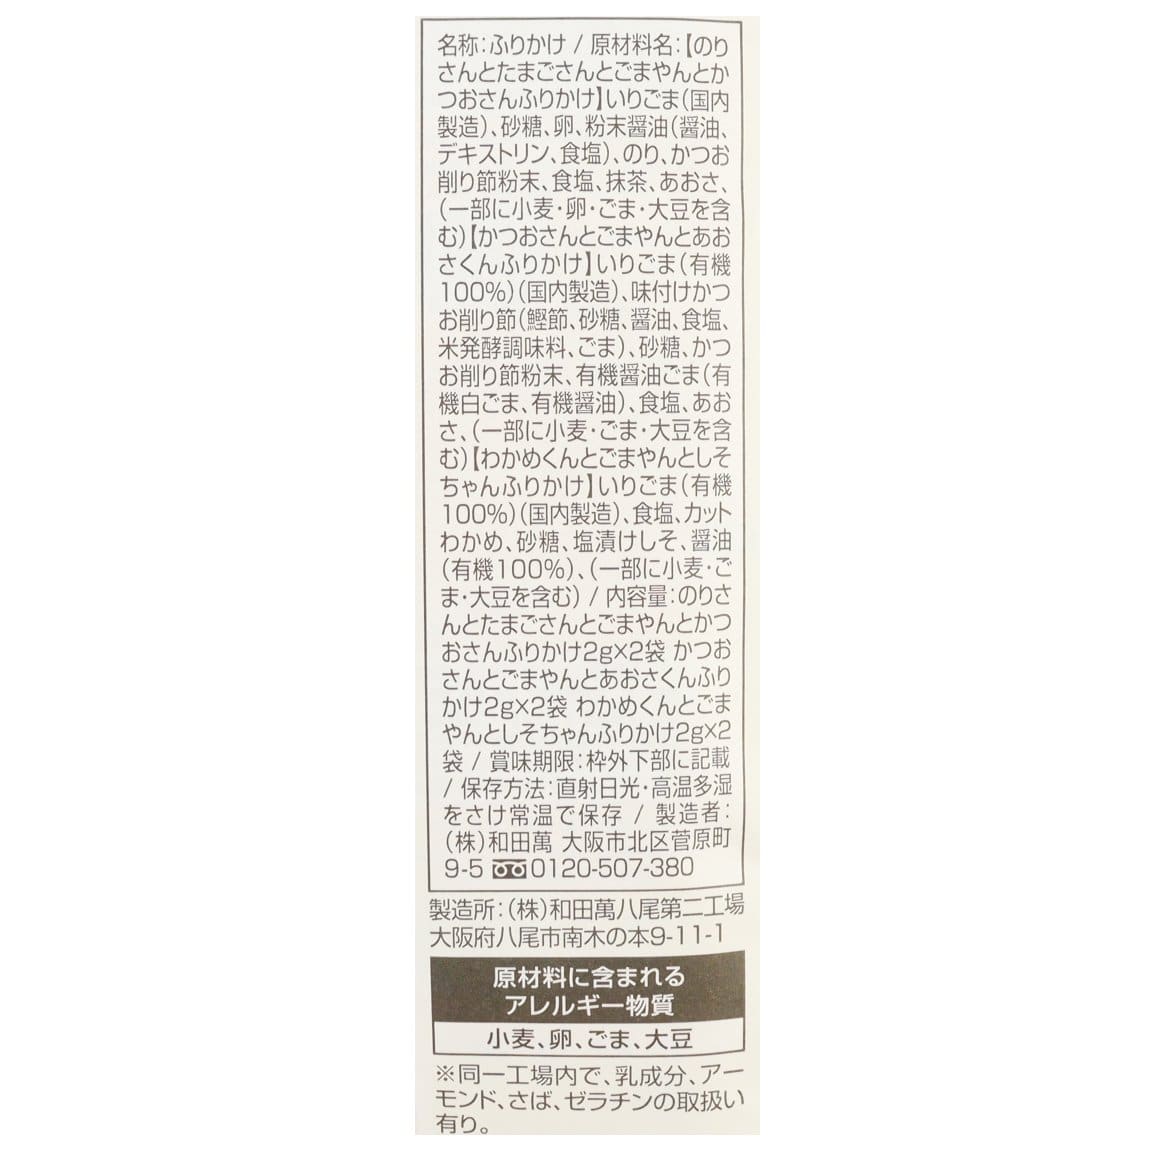 名称：ふりかけ / 原材料名：【のり
さんとたまごさんとごまやんとか
つおさんふりかけ】いりごま（国内
製造）、砂糖、卵、粉末醤油（醤油、
デキストリン、食塩）、のり、かつお
削り節粉末、食塩、抹茶、あおさ、
（一部に小麦・卵・ごま・大豆を含
む）【かつおさんとごまやんとあお
さくんふりかけ】いりごま（有機
100%）（国内製造）、味付けかつ
お削り節（鰹節、砂糖、醤油、食塩、
米発酵調味料、ごま）、砂糖、かつ
お削り節粉末、有機醤油ごま（有
機白ごま、有機醤油）、食塩、あお
さ、（一部に小麦・ごま・大豆を含
む）【わかめくんとごまやんとしそ
ちゃんふりかけ】いりごま（有機
100%）（国内製造）、食塩、カット
わかめ、砂糖、塩漬けしそ、醤油
（有機100%）、（一部に小麦・ご
ま・大豆を含む） / 内容量：のりさ
んとたまごさんとごまやんとかつ
おさんふりかけ2g×2袋 かつお
さんとごまやんとあおさくんふり
かけ2g×2袋 わかめくんとごま
やんとしそちゃんふりかけ2g×2
袋 / 賞味期限：枠外下部に記載
/ 保存方法：直射日光・高温多湿
をさけ常温で保存 / 製造者：
（株）和田萬 大阪市北区菅原町
9-5 0120-507-380
製造所：（株）和田萬八尾第二工場
大阪府八尾市南木の本9-11-1
原材料に含まれる
アレルギー物質
小麦、卵、ごま、大豆
※同一工場内で、乳成分、アー
モンド、さば、ゼラチンの取扱い
有り。